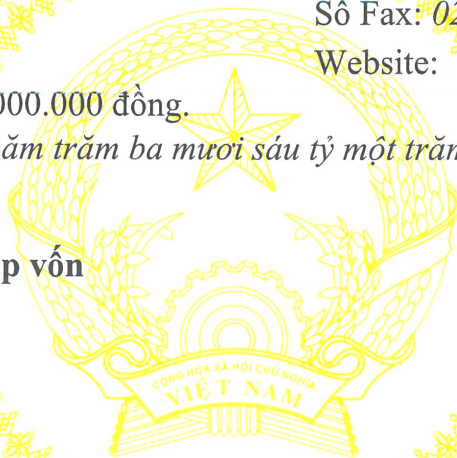 Số Fax: 02
Website:
000.000 đồng.
ăm trăm ba mươi sáu tỷ một trăm
p vốn
CỘNG HÒA XÃ HỘI CHỦ NGHĨA
VIỆT NAM